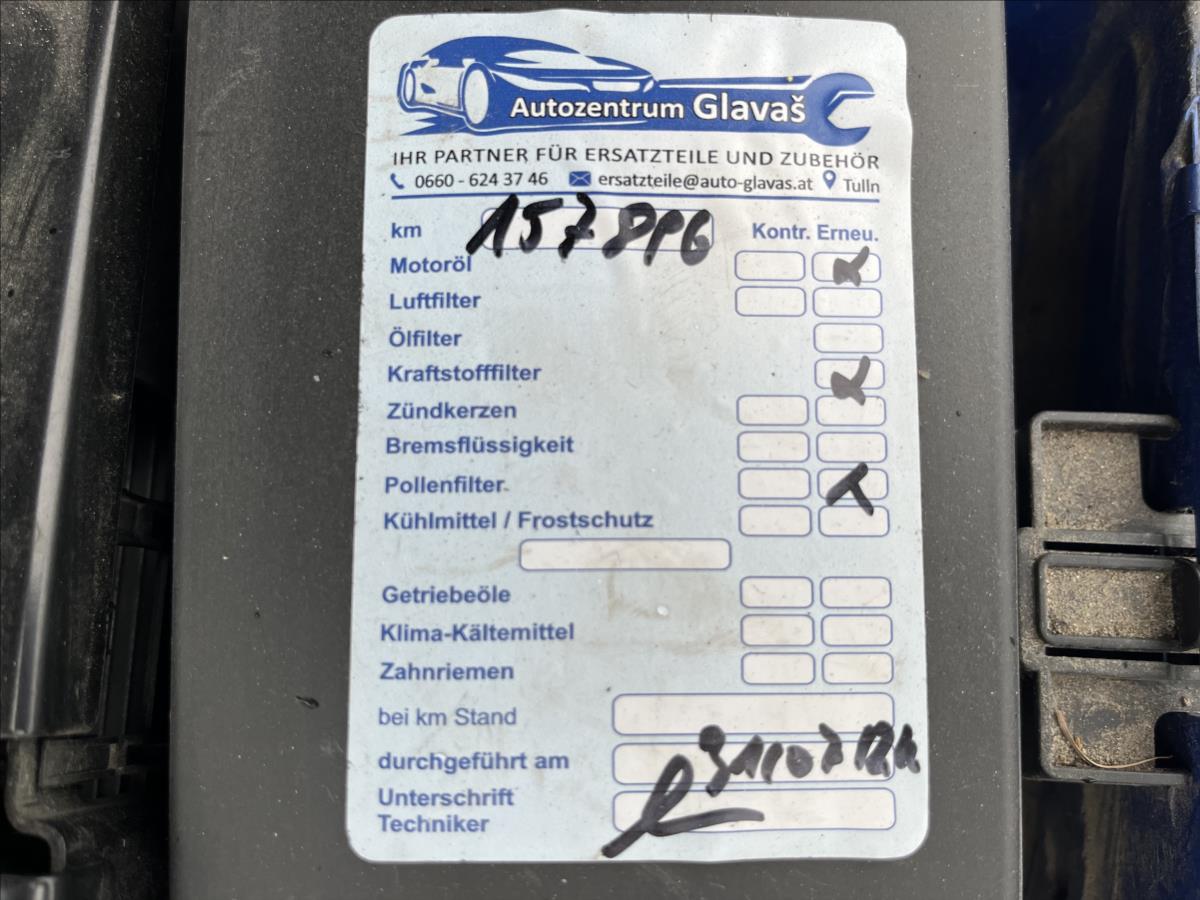 Autozentrum Glavaš
IHR PARTNER FÜR ERSATZTEILE UND ZUBEHÖR
0660 - 624 37 46 ersatzteile@auto-glavas.at Tulln
km Kontr. Erneu.
Motoröl x
Luftfilter
Ölfilter
Kraftstofffilter x
Zündkerzen
Bremsflüssigkeit
Pollenfilter
Kühlmittel / Frostschutz
Getriebeöle
Klima-Kältemittel
Zahnriemen
bei km Stand
durchgeführt am
Unterschrift
Techniker